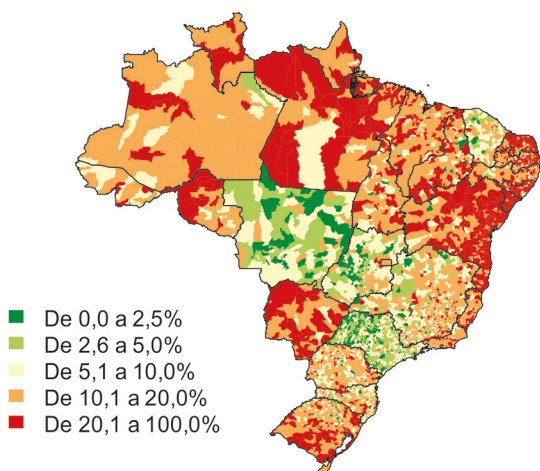 De 0,0 a 2,5%
De 2,6 a 5,0%
De 5,1 a 10,0%
De 10,1 a 20,0%
De 20,1 a 100,0%